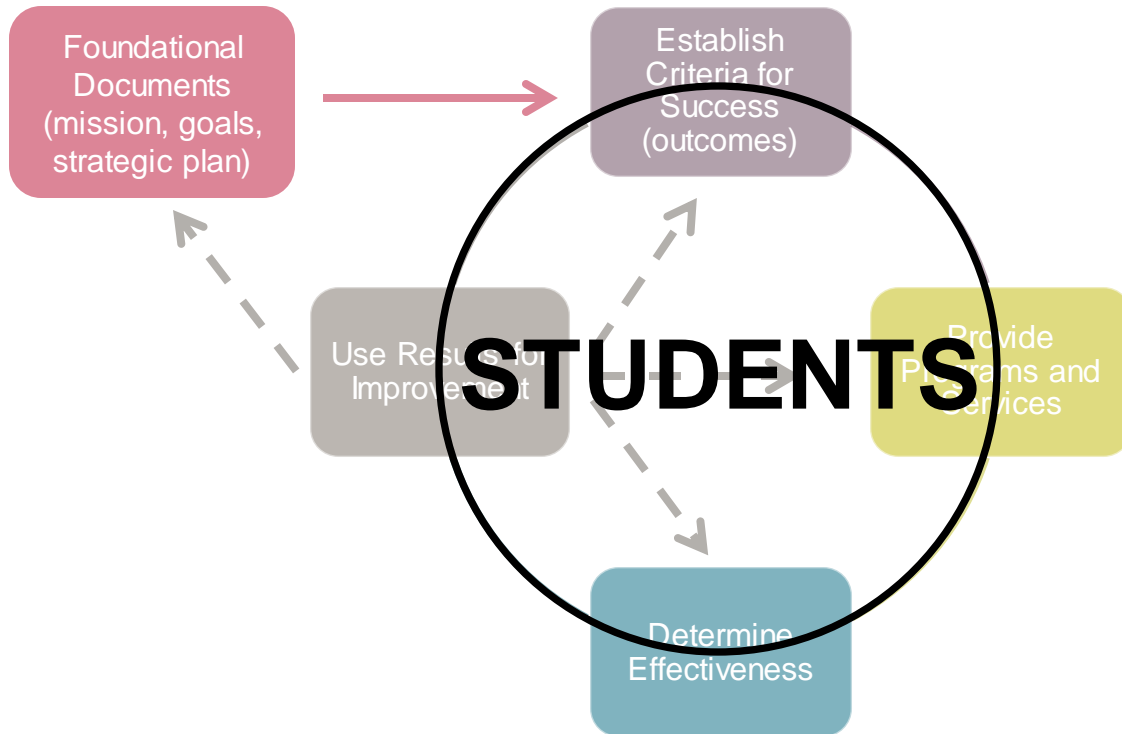 Foundational
Documents
(mission, goals,
strategic plan)
Establish
Criteria for
Success
(outcomes)
Use Results for
Improvement
STUDENTS
Provide
Programs and
Services
Determine
Effectiveness